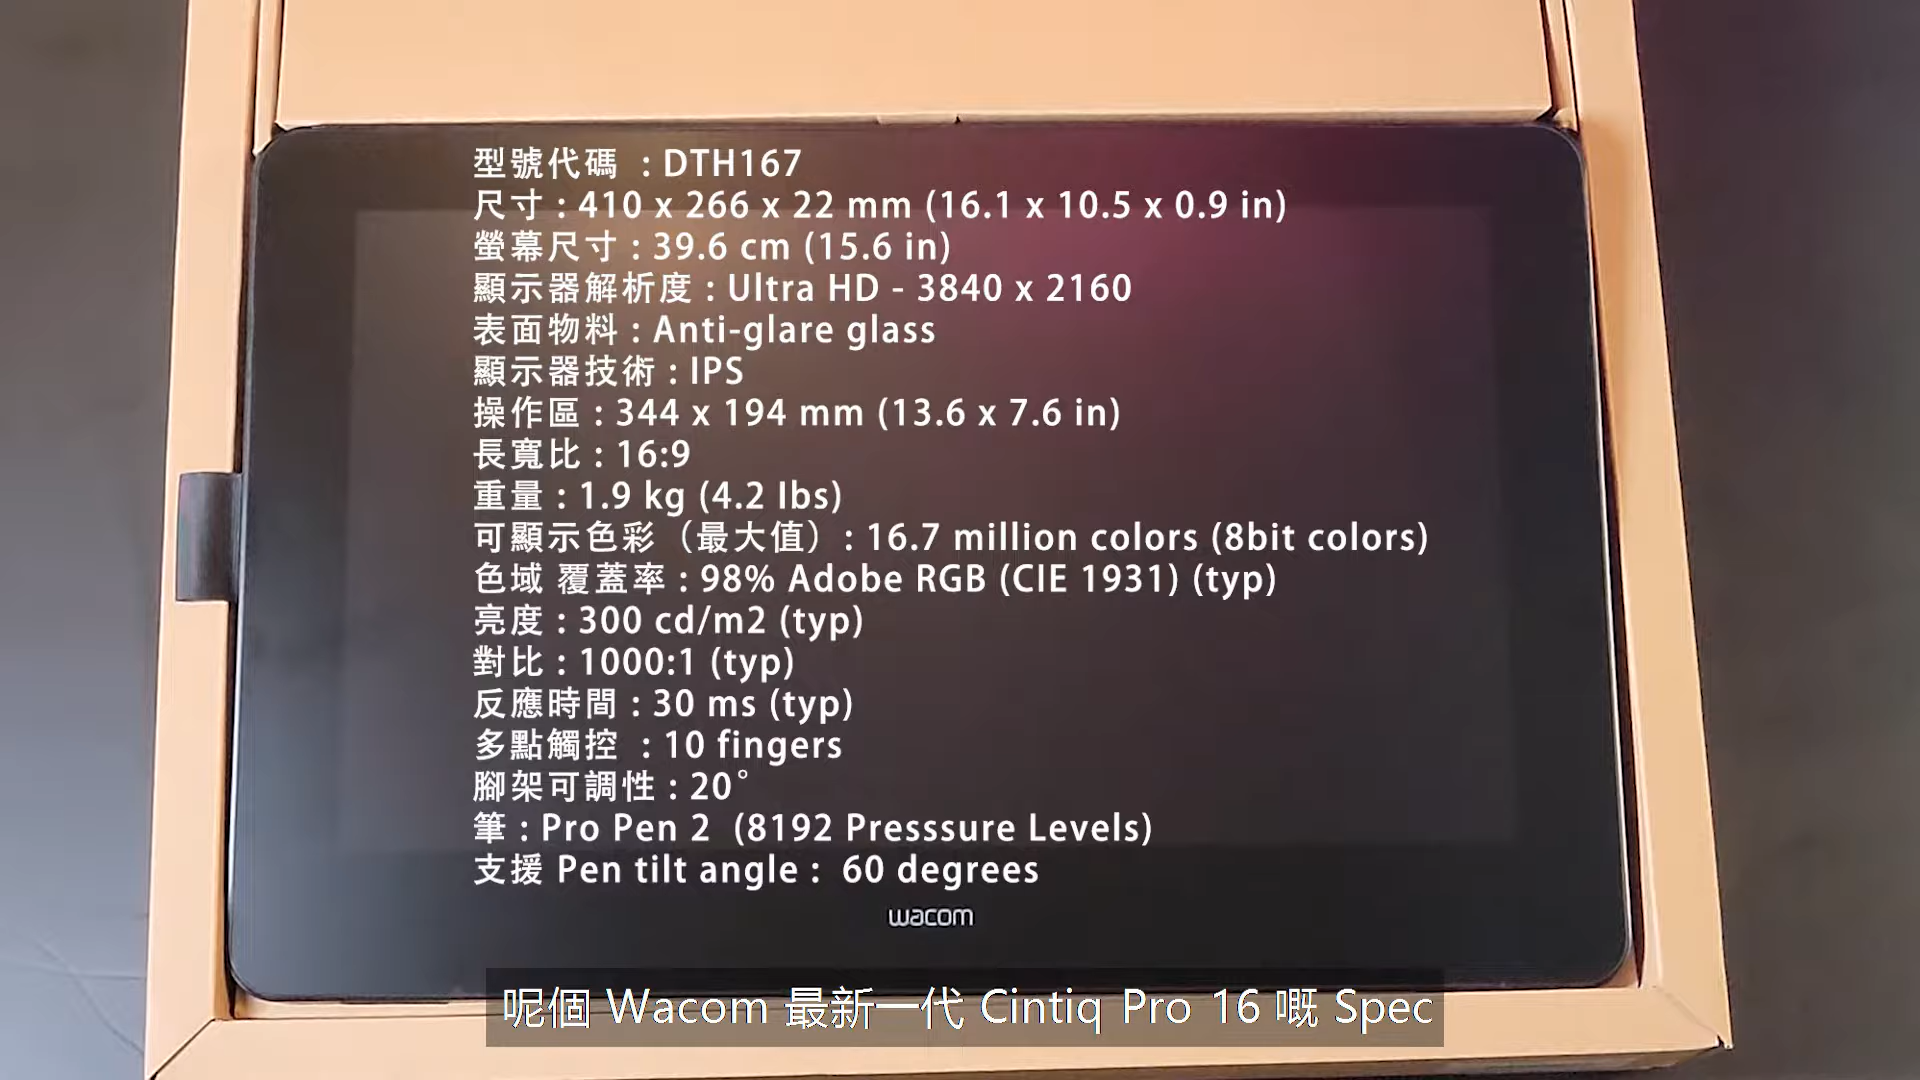 型號代碼 : DTH167
尺寸 : 410 x 266 x 22 mm (16.1 x 10.5 x 0.9 in)
螢幕尺寸 : 39.6 cm (15.6 in)
顯示器解析度 : Ultra HD - 3840 x 2160
表面物料 : Anti-glare glass
顯示器技術 : IPS
操作區 : 344 x 194 mm (13.6 x 7.6 in)
長寬比 : 16:9
重量 : 1.9 kg (4.2 lbs)
可顯示色彩（最大值）: 16.7 million colors (8bit colors)
色域 覆蓋率 : 98% Adobe RGB (CIE 1931) (typ)
亮度 : 300 cd/m2 (typ)
對比 : 1000:1 (typ)
反應時間 : 30 ms (typ)
多點觸控 : 10 fingers
腳架可調性 : 20°
筆 : Pro Pen 2 (8192 Presssure Levels)
支援 Pen tilt angle : 60 degrees
wacom
呢個 Wacom 最新一代 Cintiq Pro 16 嘅 Spec